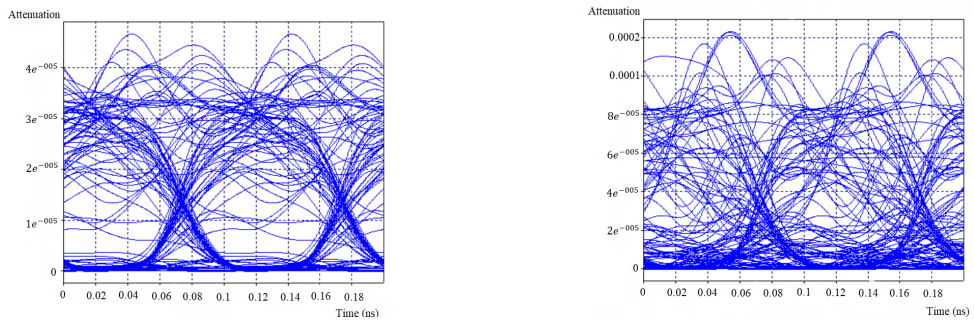 Attenuation
4e⁻⁰⁰⁵
3e⁻⁰⁰⁵
2e⁻⁰⁰⁵
1e⁻⁰⁰⁵
0
0 0.02 0.04 0.06 0.08 0.1 0.12 0.14 0.16 0.18
Time (ns)
Attenuation
0.0002
0.0001
8e⁻⁰⁰⁵
6e⁻⁰⁰⁵
4e⁻⁰⁰⁵
2e⁻⁰⁰⁵
0
0 0.02 0.04 0.06 0.08 0.1 0.12 0.14 0.16 0.18
Time (ns)